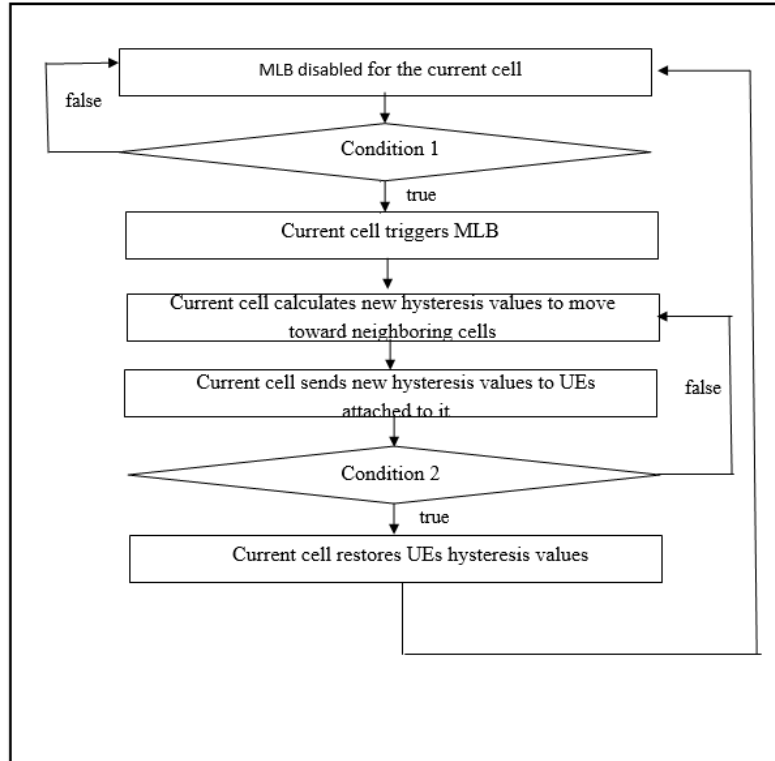 MLB disabled for the current cell
false
Condition 1
true
Current cell triggers MLB
Current cell calculates new hysteresis values to move
toward neighboring cells
Current cell sends new hysteresis values to UEs
attached to it
false
Condition 2
true
Current cell restores UEs hysteresis values